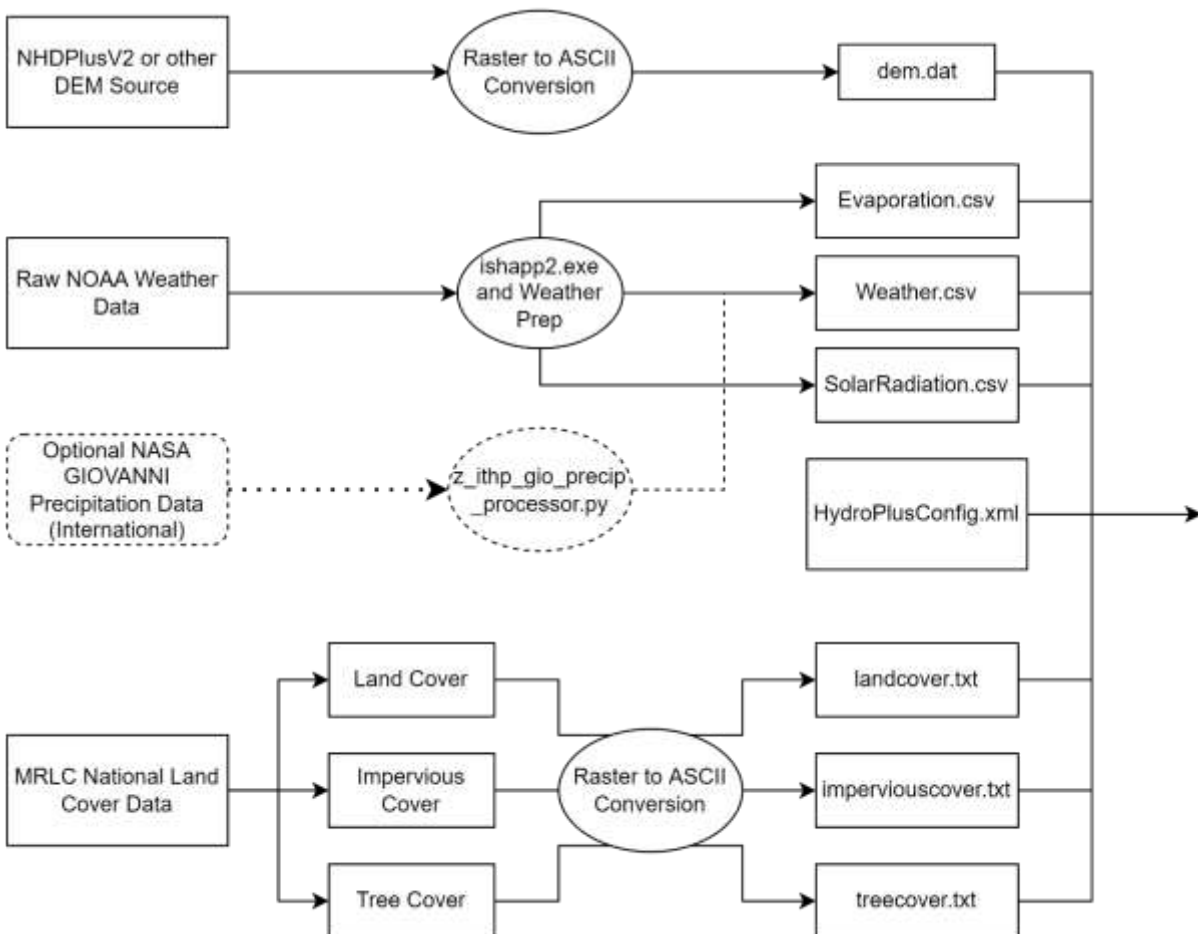 NHDPlusV2 or other
DEM Source
Raster to ASCII
Conversion
dem.dat
Evaporation.csv
Raw NOAA Weather
Data
ishapp2.exe
and Weather
Prep
Weather.csv
SolarRadiation.csv
Optional NASA
GIOVANNI
Precipitation Data
(International)
z_ithp_gio_precip
_processor.py
HydroPlusConfig.xml
Land Cover
landcover.txt
MRLC National Land
Cover Data
Impervious
Cover
Raster to ASCII
Conversion
imperviouscover.txt
Tree Cover
treecover.txt